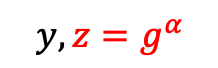 y, z = g^α